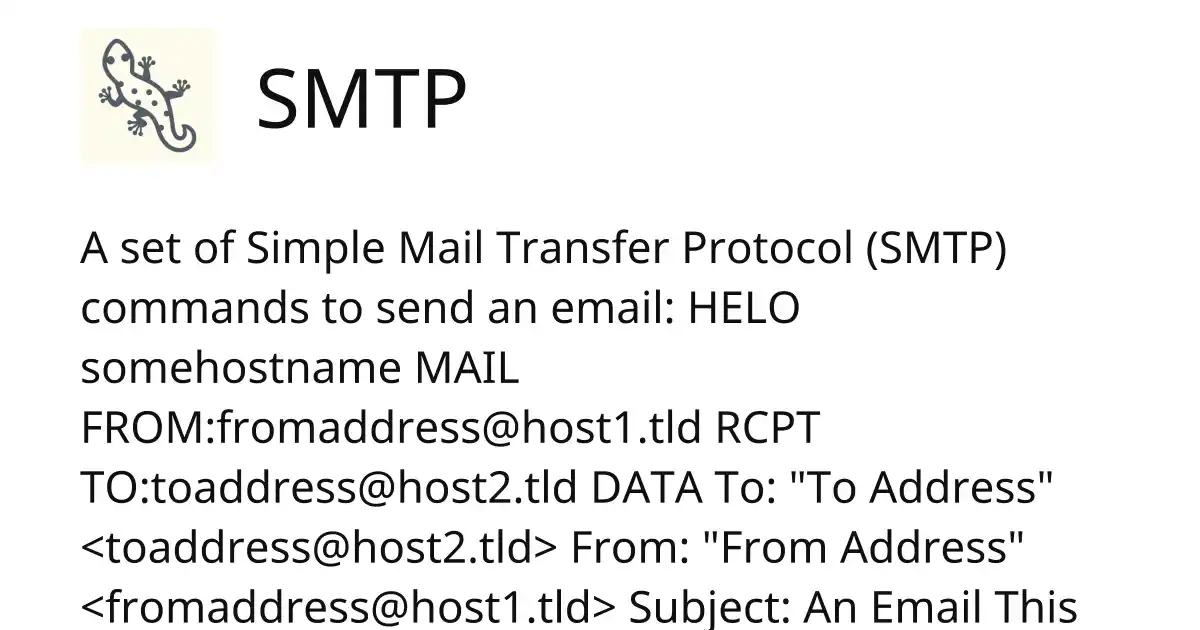 SMTP
A set of Simple Mail Transfer Protocol (SMTP)
commands to send an email: HELO
somehostname MAIL
FROM:fromaddress@host1.tld RCPT
TO:toaddress@host2.tld DATA To: "To Address"
<toaddress@host2.tld> From: "From Address"
<fromaddress@host1.tld> Subject: An Email This